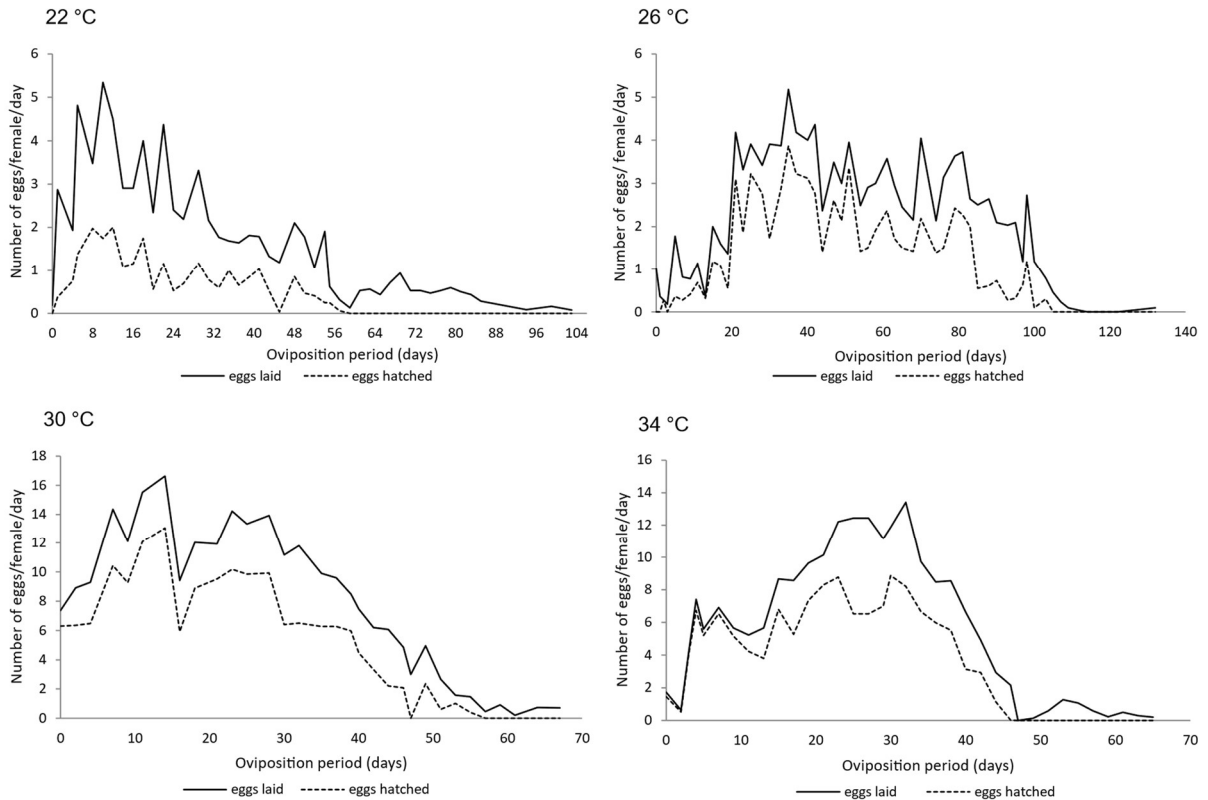 22 °C
Number of eggs/female/day
6
5
4
3
2
1
0
0 8 16 24 32 40 48 56 64 72 80 88 96 104
Oviposition period (days)
eggs laid eggs hatched
26 °C
Number of eggs/ female/day
6
5
4
3
2
1
0
0 20 40 60 80 100 120 140
Oviposition period (days)
eggs laid eggs hatched
30 °C
Number of eggs/female/day
18
16
14
12
10
8
6
4
2
0
0 10 20 30 40 50 60 70
Oviposition period (days)
eggs laid eggs hatched
34 °C
Number of eggs/female/day
16
14
12
10
8
6
4
2
0
0 10 20 30 40 50 60 70
Oviposition period (days)
eggs laid eggs hatched